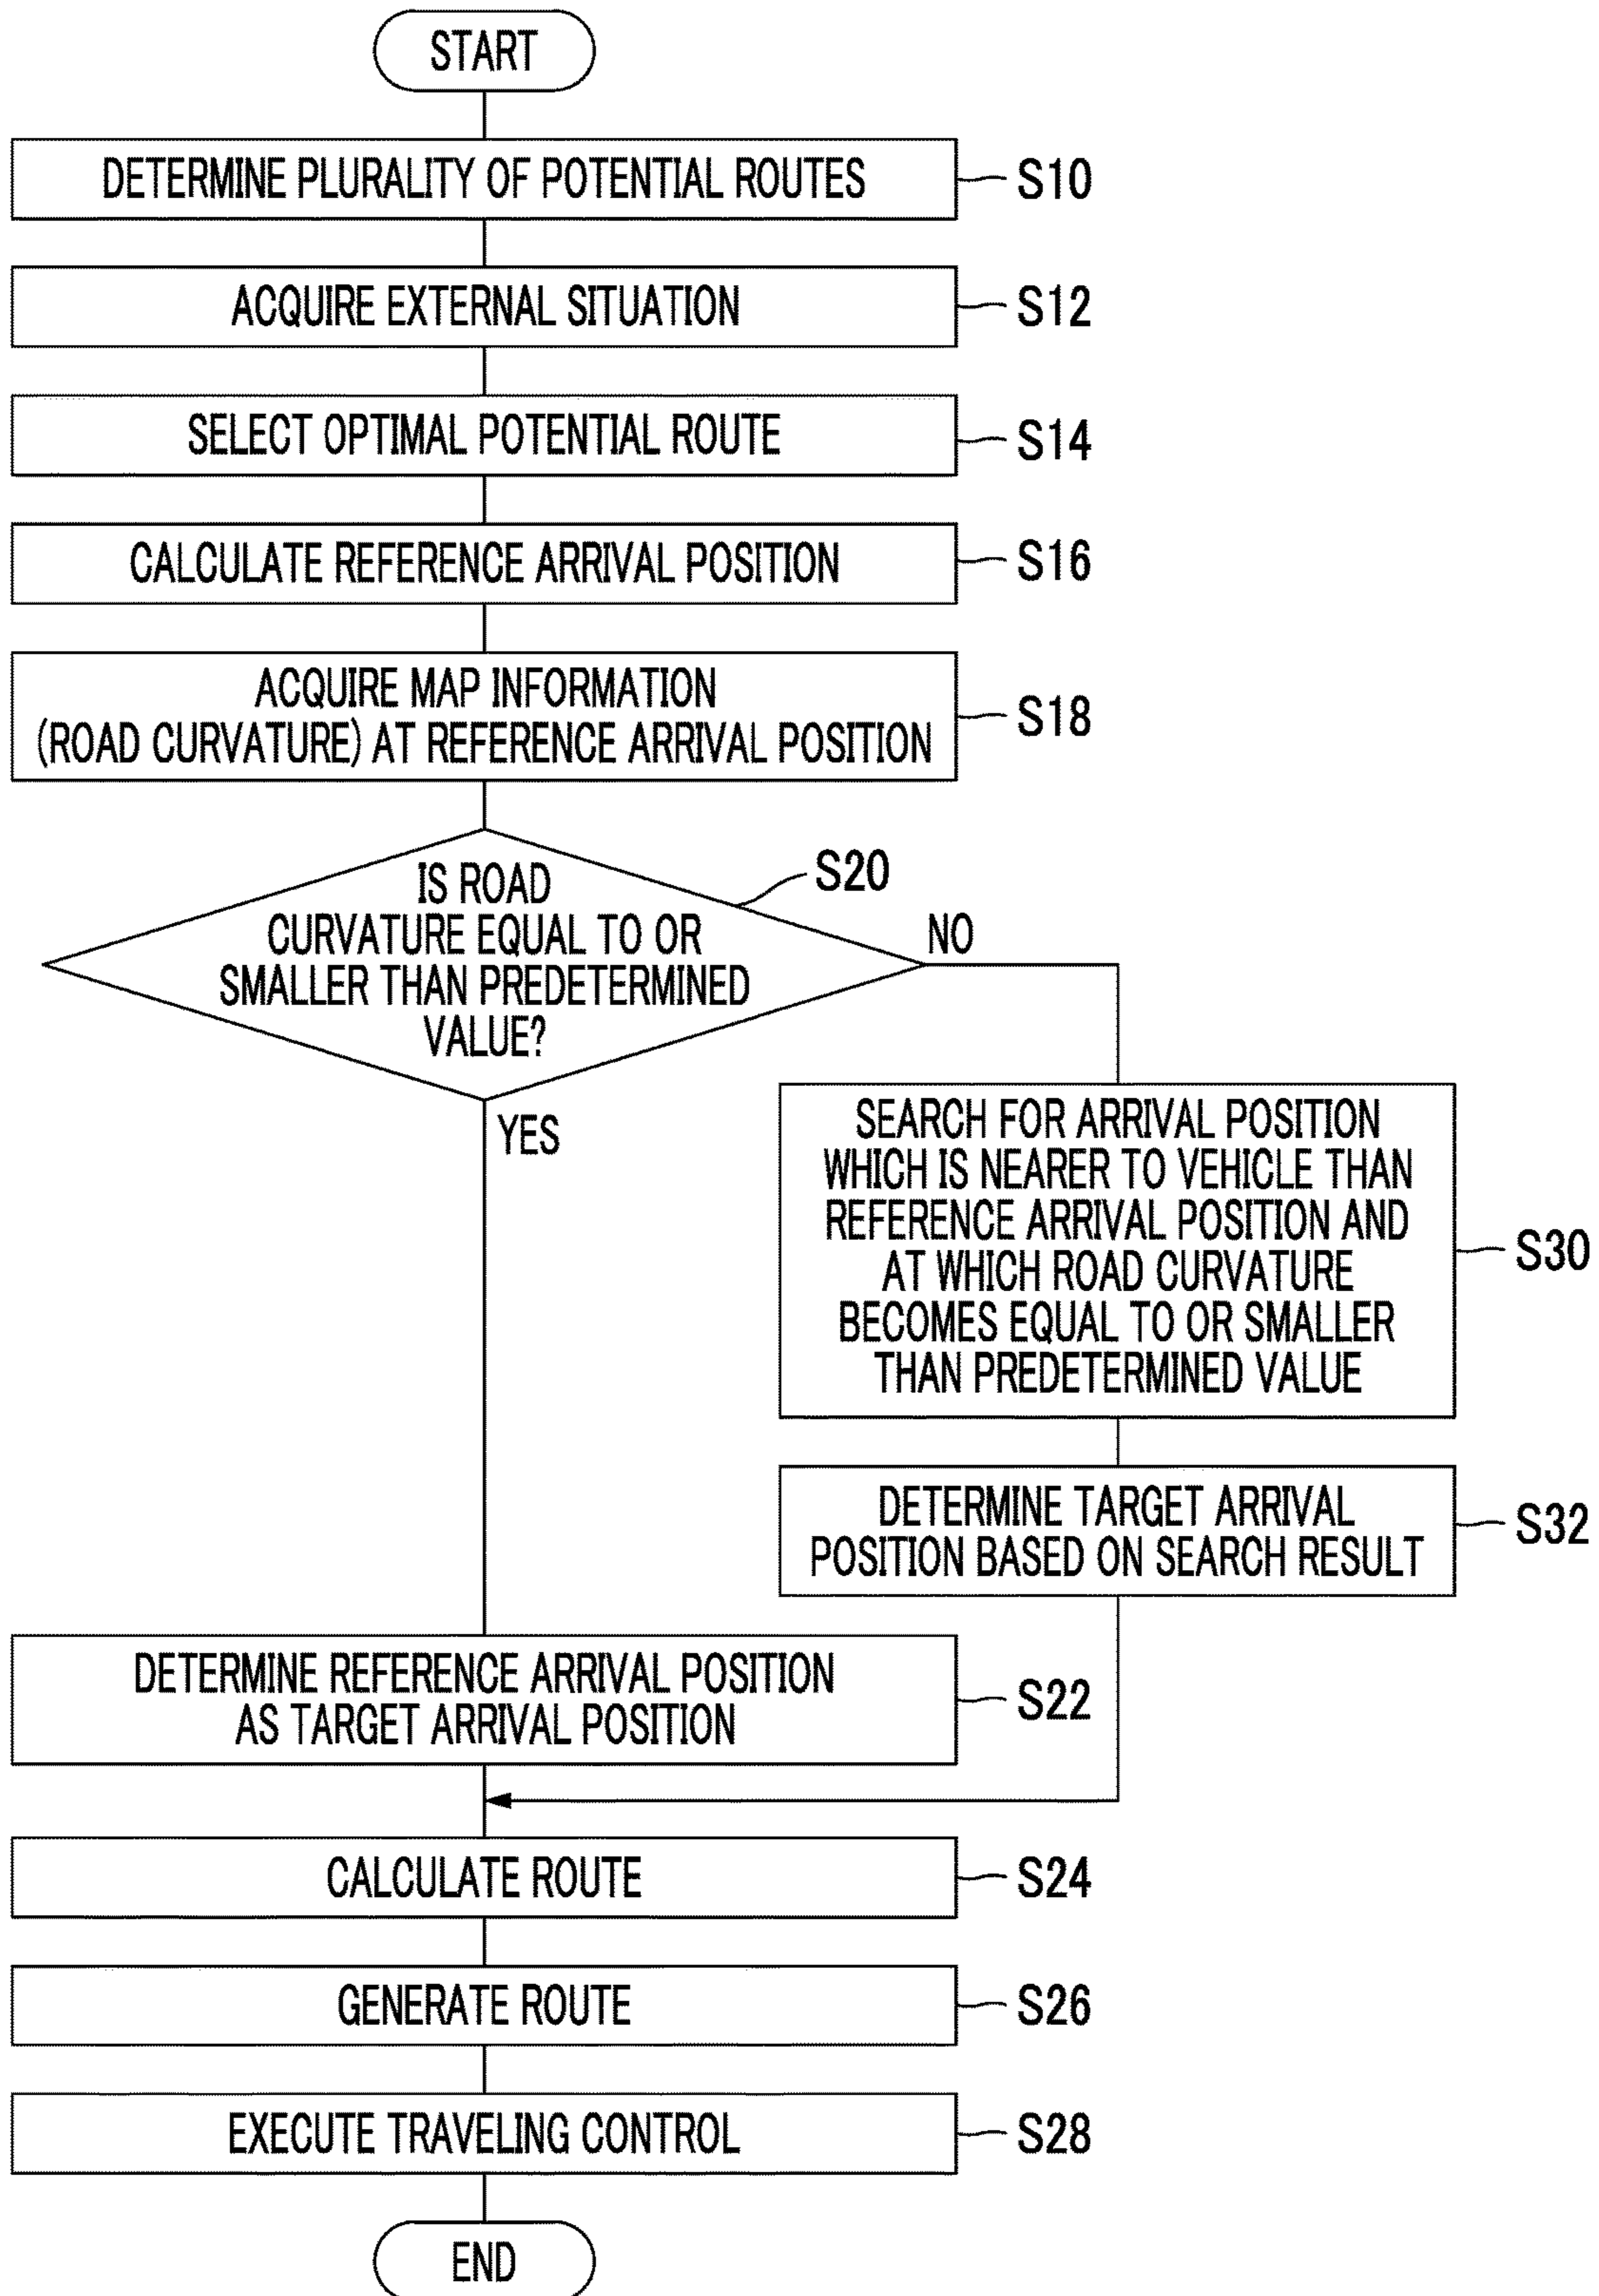 START
DETERMINE PLURALITY OF POTENTIAL ROUTES
S10
ACQUIRE EXTERNAL SITUATION
S12
SELECT OPTIMAL POTENTIAL ROUTE
S14
CALCULATE REFERENCE ARRIVAL POSITION
S16
ACQUIRE MAP INFORMATION
(ROAD CURVATURE) AT REFERENCE ARRIVAL POSITION
S18
IS ROAD
CURVATURE EQUAL TO OR
SMALLER THAN PREDETERMINED
VALUE?
S20
NO
YES
SEARCH FOR ARRIVAL POSITION
WHICH IS NEARER TO VEHICLE THAN
REFERENCE ARRIVAL POSITION AND
AT WHICH ROAD CURVATURE
BECOMES EQUAL TO OR SMALLER
THAN PREDETERMINED VALUE
S30
DETERMINE TARGET ARRIVAL
POSITION BASED ON SEARCH RESULT
S32
DETERMINE REFERENCE ARRIVAL POSITION
AS TARGET ARRIVAL POSITION
S22
CALCULATE ROUTE
S24
GENERATE ROUTE
S26
EXECUTE TRAVELING CONTROL
S28
END